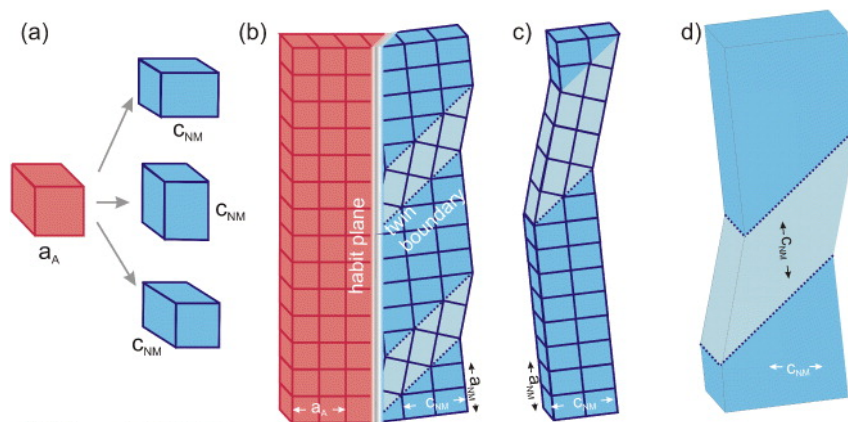 (a)
c_NM
a_A
c_NM
c_NM
(b)
habit plane
twin
boundary
a_A
c_NM
a_NM
c)
a_NM
c_NM
d)
c_NM
c_NM